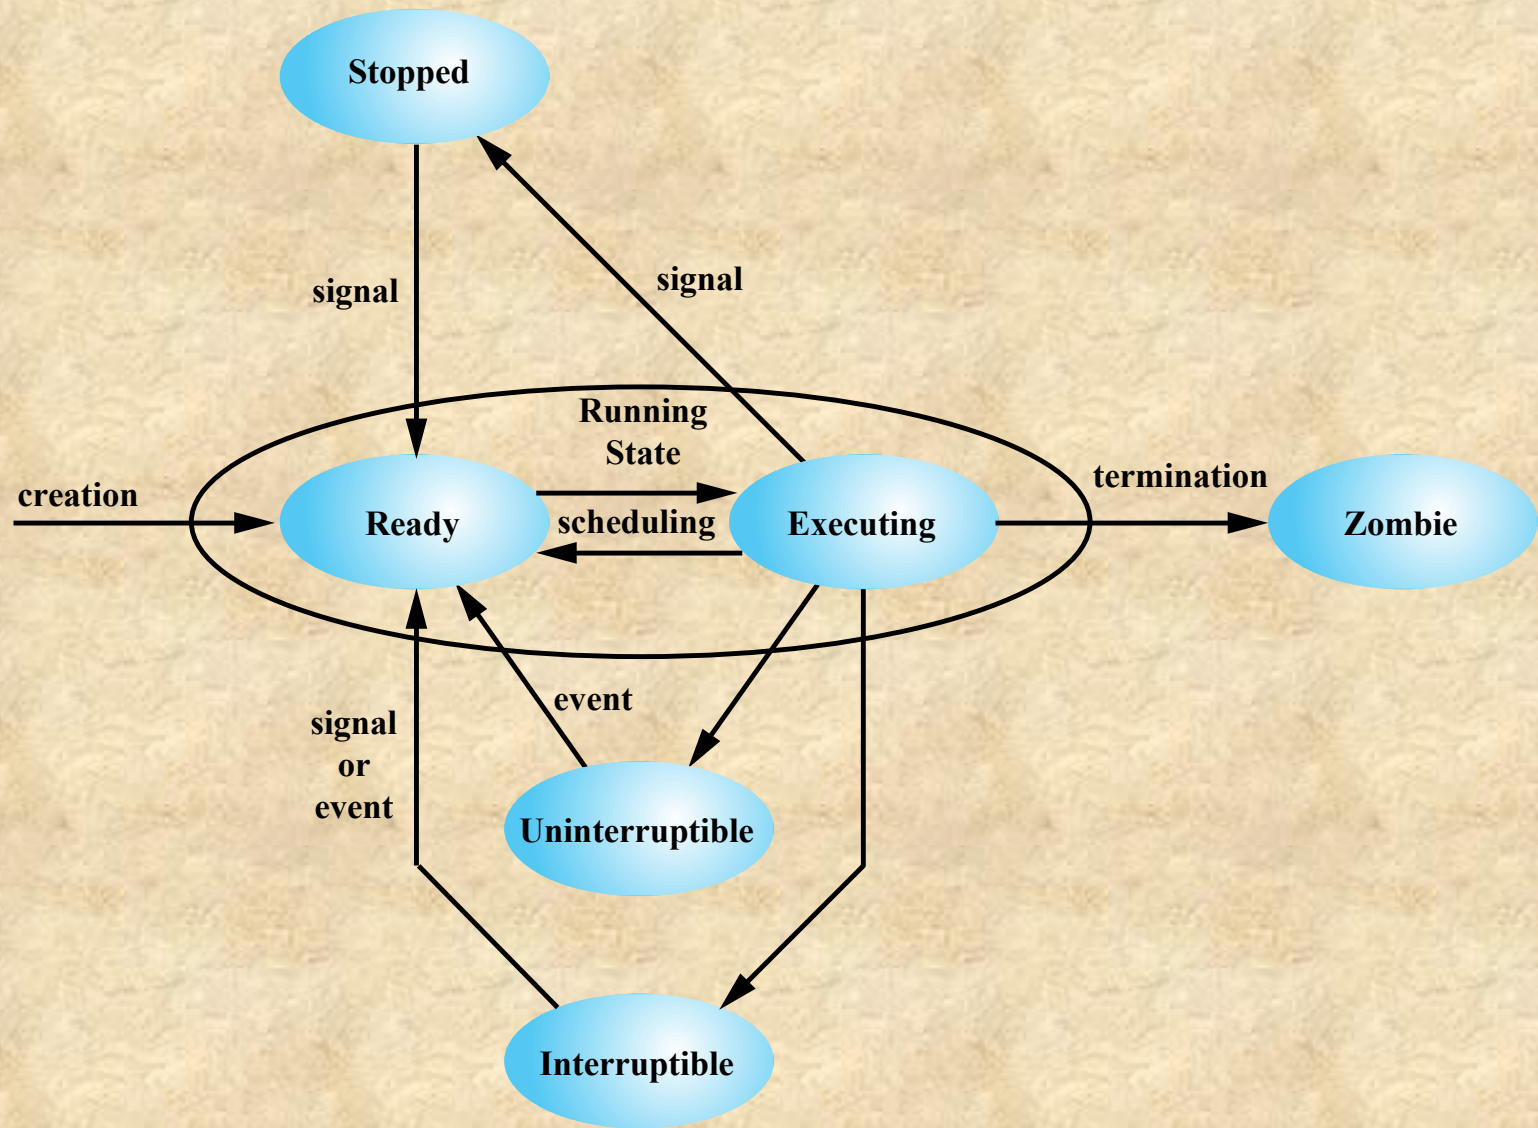 Stopped
signal
signal
Running
State
creation
termination
Ready
scheduling
Executing
Zombie
event
signal
or
event
Uninterruptible
Interruptible